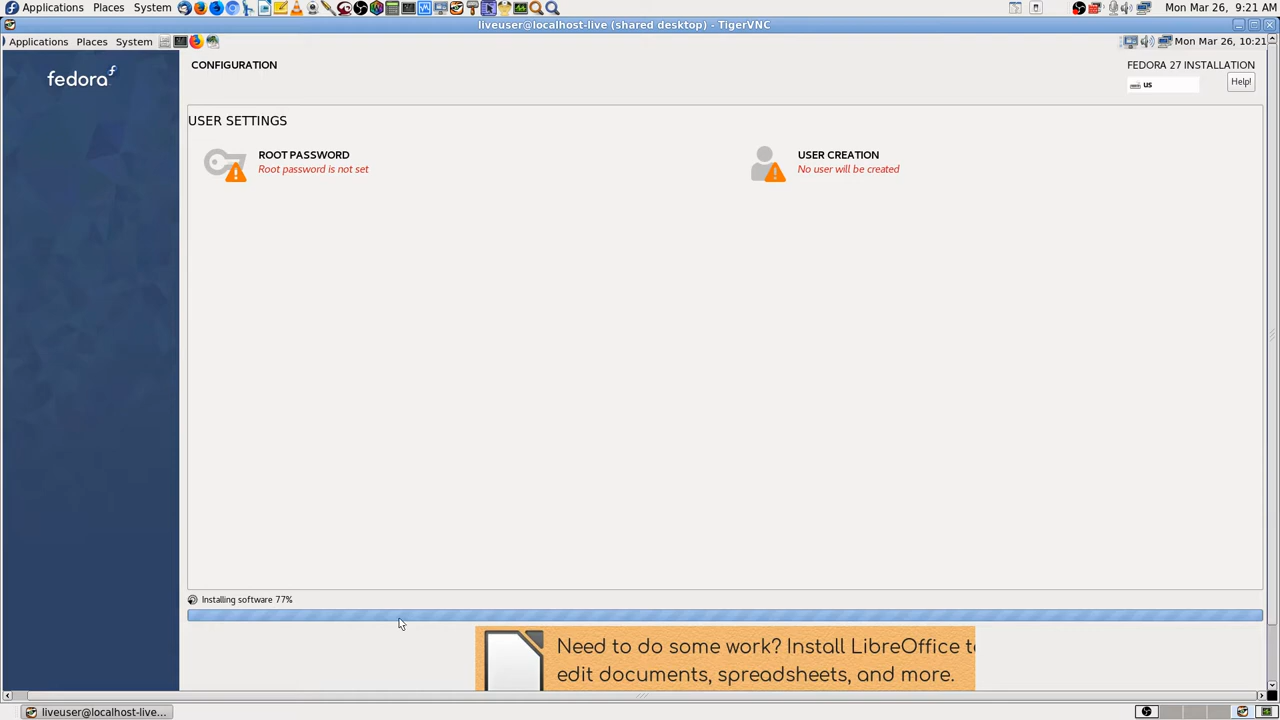 Applications Places System Mon Mar 26, 9:21 AM
liveuser@localhost-live (shared desktop) - TigerVNC
Applications Places System Mon Mar 26, 10:21
fedora
CONFIGURATION
FEDORA 27 INSTALLATION
us
Help!
USER SETTINGS
ROOT PASSWORD
Root password is not set
USER CREATION
No user will be created
Installing software 77%
Need to do some work? Install LibreOffice to
edit documents, spreadsheets, and more.
liveuser@localhost-live...